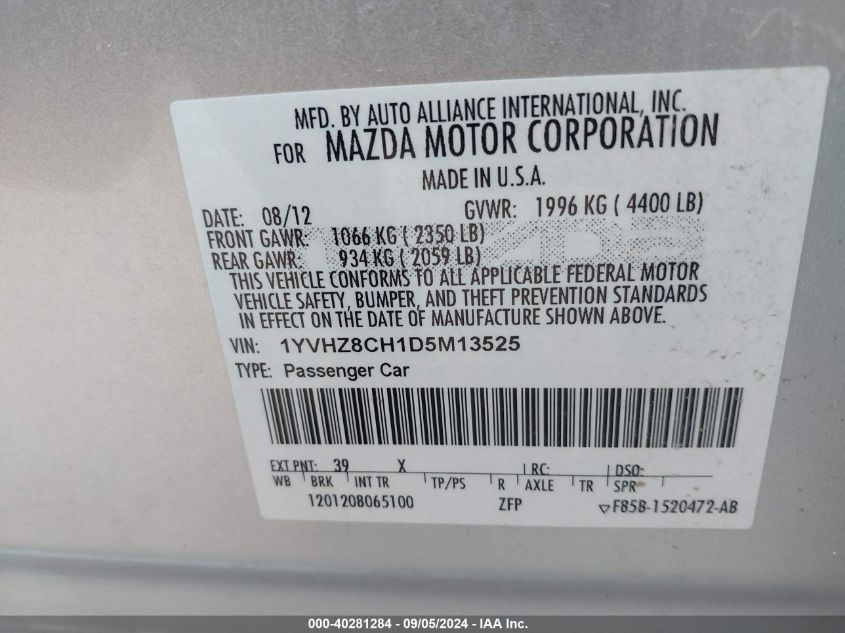 MFD. BY AUTO ALLIANCE INTERNATIONAL, INC.
FOR MAZDA MOTOR CORPORATION
MADE IN U.S.A.
DATE: 08/12 GVWR: 1996 KG ( 4400 LB)
FRONT GAWR: 1066 KG ( 2350 LB)
REAR GAWR: 934 KG ( 2059 LB)
THIS VEHICLE CONFORMS TO ALL APPLICABLE FEDERAL MOTOR
VEHICLE SAFETY, BUMPER, AND THEFT PREVENTION STANDARDS
IN EFFECT ON THE DATE OF MANUFACTURE SHOWN ABOVE.
VIN: 1YVHZ8CH1D5M13525
TYPE: Passenger Car
EXT PNT: 39 X RC: DSO:
WB BRK INT TR TP/PS R AXLE TR SPR
1201208065100 ZFP ▽F85B-1520472-AB
000-40281284 - 09/05/2024 - IAA Inc.